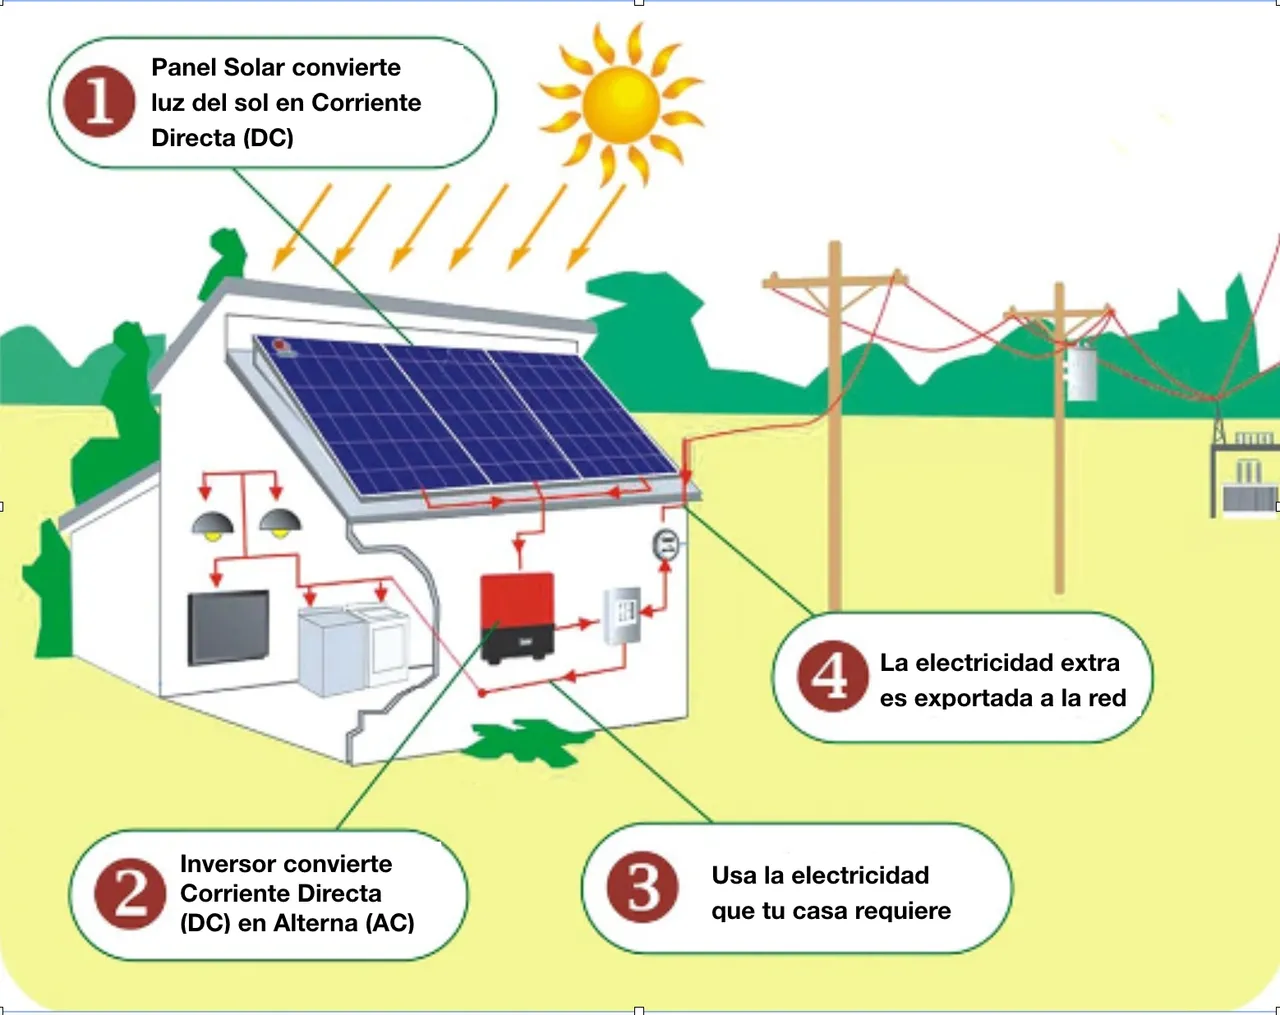 1
Panel Solar convierte
luz del sol en Corriente
Directa (DC)
4
La electricidad extra
es exportada a la red
2
Inversor convierte
Corriente Directa
(DC) en Alterna (AC)
3
Usa la electricidad
que tu casa requiere